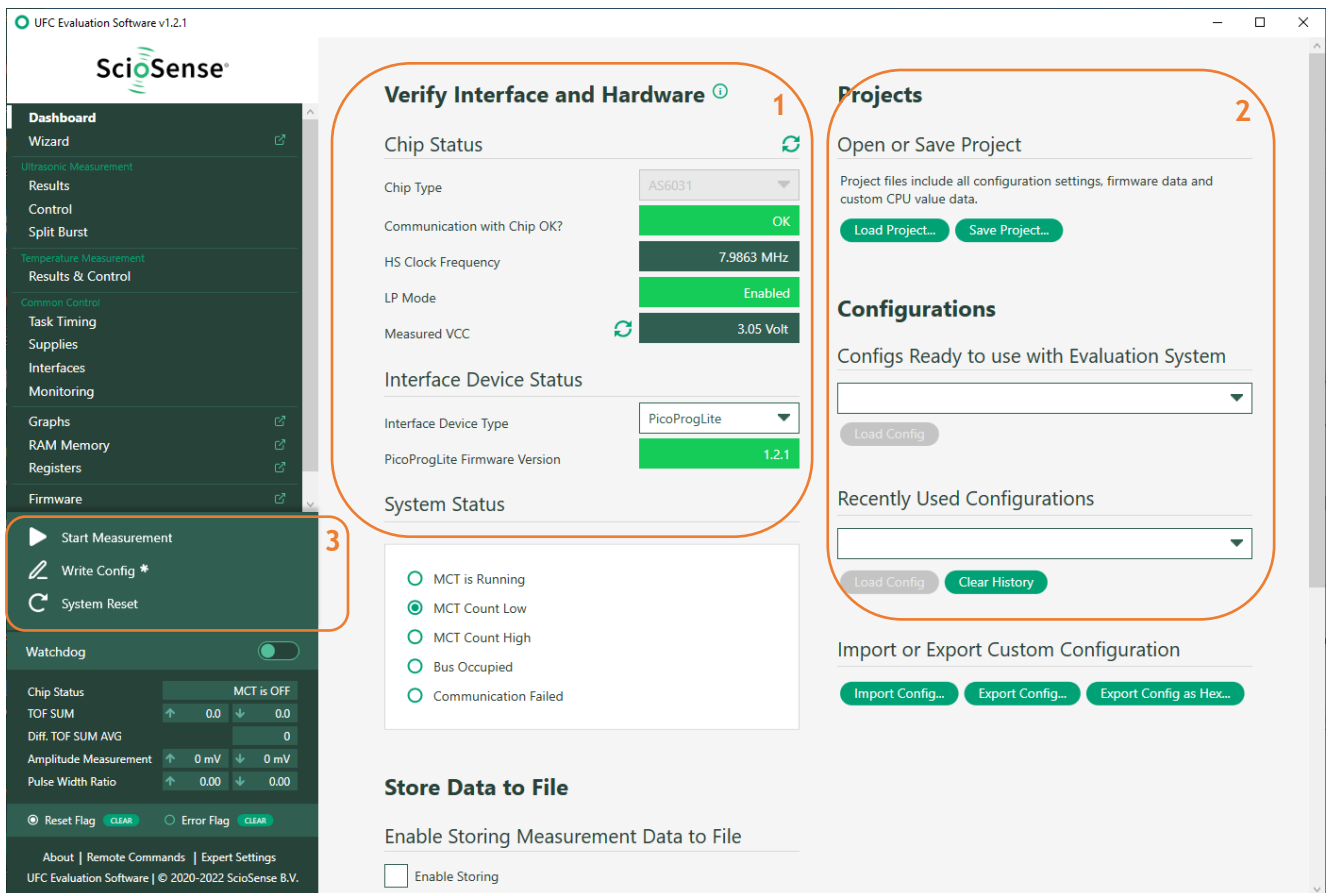 UFC Evaluation Software v1.2.1
ScioSense®
Dashboard
Wizard
Ultrasonic Measurement
Results
Control
Split Burst
Temperature Measurement
Results & Control
Common Control
Task Timing
Supplies
Interfaces
Monitoring
Graphs
RAM Memory
Registers
Firmware
Start Measurement
Write Config *
System Reset
3
Watchdog
Chip Status MCT is OFF
TOF SUM ↑ 0.0 ↓ 0.0
Diff. TOF SUM AVG 0
Amplitude Measurement ↑ 0 mV ↓ 0 mV
Pulse Width Ratio ↑ 0.00 ↓ 0.00
Reset Flag CLEAR Error Flag CLEAR
About | Remote Commands | Expert Settings
UFC Evaluation Software | © 2020-2022 ScioSense B.V.
Verify Interface and Hardware
1
Chip Status
Chip Type AS6031
Communication with Chip OK? OK
HS Clock Frequency 7.9863 MHz
LP Mode Enabled
Measured VCC 3.05 Volt
Interface Device Status
Interface Device Type PicoProgLite
PicoProgLite Firmware Version 1.2.1
System Status
MCT is Running
MCT Count Low
MCT Count High
Bus Occupied
Communication Failed
Store Data to File
Enable Storing Measurement Data to File
Enable Storing
Projects
2
Open or Save Project
Project files include all configuration settings, firmware data and
custom CPU value data.
Load Project... Save Project...
Configurations
Configs Ready to use with Evaluation System
Load Config
Recently Used Configurations
Load Config Clear History
Import or Export Custom Configuration
Import Config... Export Config... Export Config as Hex...